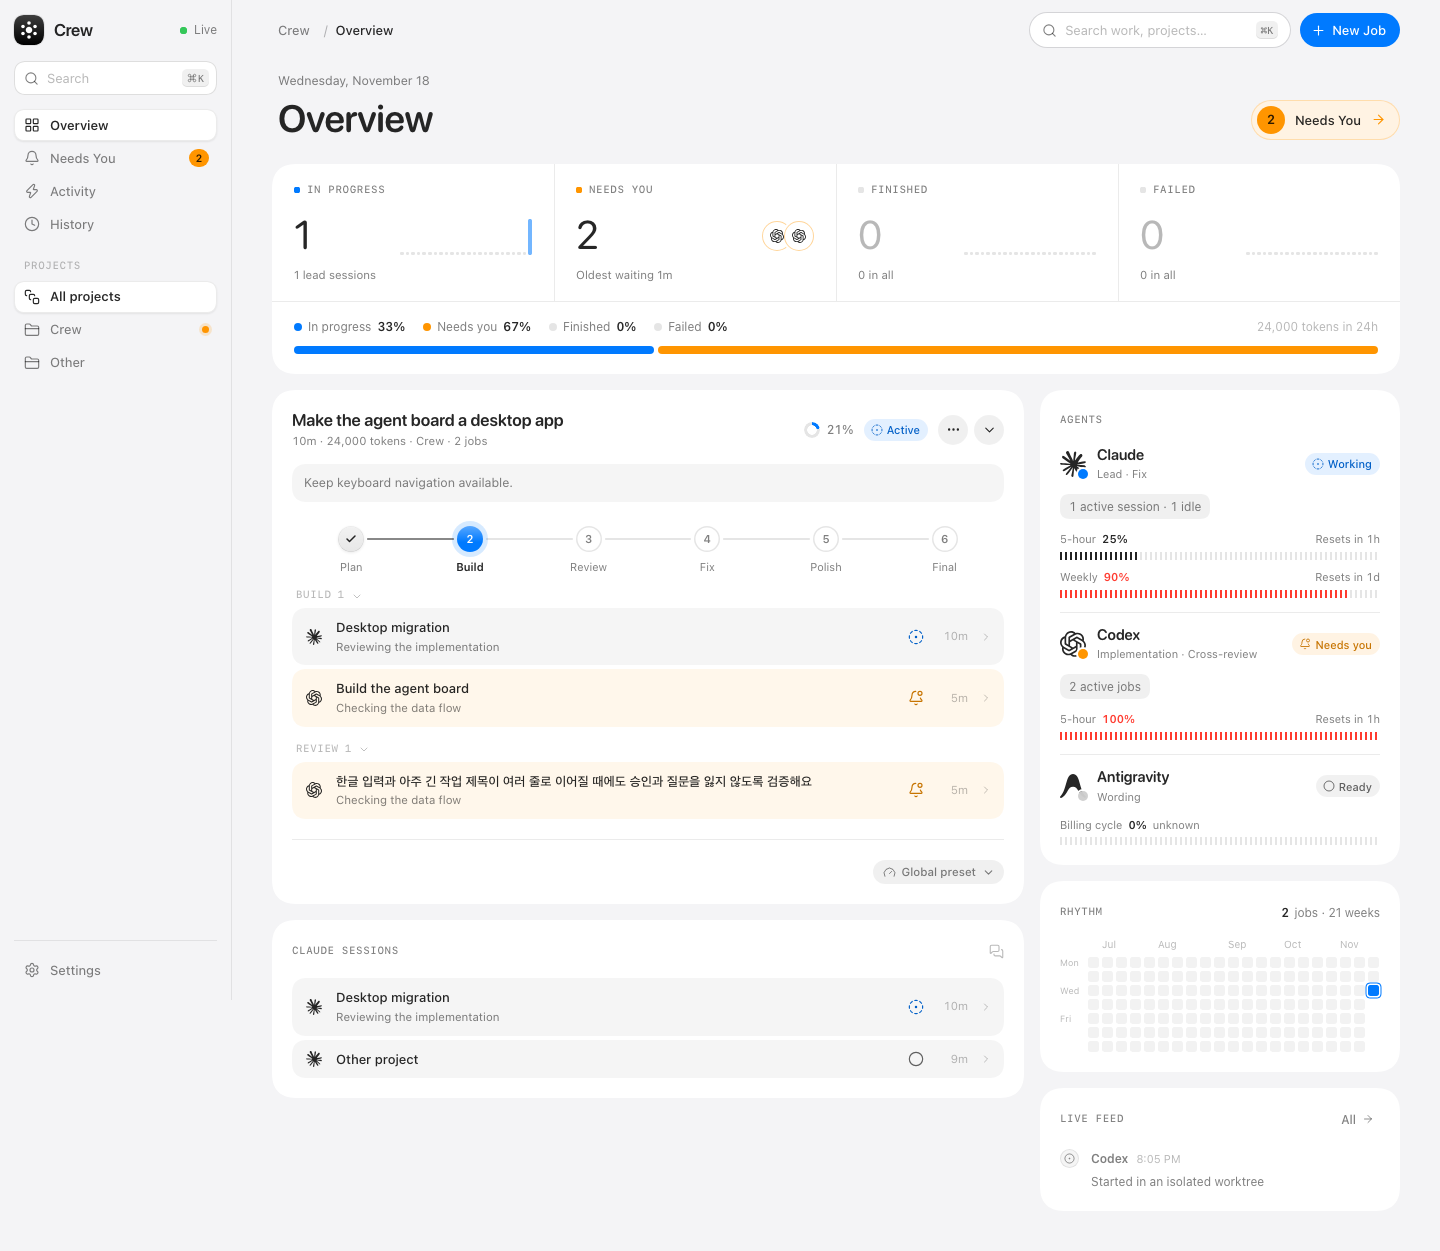 Crew
Live
Search
⌘K
Overview
Needs You
2
Activity
History
PROJECTS
All projects
Crew
Other
Settings
Crew / Overview
Search work, projects...
⌘K
New Job
Wednesday, November 18
Overview
2 Needs You
IN PROGRESS
1
1 lead sessions
NEEDS YOU
2
Oldest waiting 1m
FINISHED
0
0 in all
FAILED
0
0 in all
In progress 33%
Needs you 67%
Finished 0%
Failed 0%
24,000 tokens in 24h
Make the agent board a desktop app
10m · 24,000 tokens · Crew · 2 jobs
21%
Active
Keep keyboard navigation available.
2 3 4 5 6
Plan Build Review Fix Polish Final
BUILD 1
Desktop migration
Reviewing the implementation
10m
Build the agent board
Checking the data flow
5m
REVIEW 1
한글 입력과 아주 긴 작업 제목이 여러 줄로 이어질 때에도 승인과 질문을 잃지 않도록 검증해요
Checking the data flow
5m
Global preset
CLAUDE SESSIONS
Desktop migration
Reviewing the implementation
10m
Other project
9m
AGENTS
Claude
Lead · Fix
Working
1 active session · 1 idle
5-hour 25%
Resets in 1h
Weekly 90%
Resets in 1d
Codex
Implementation · Cross-review
Needs you
2 active jobs
5-hour 100%
Resets in 1h
Antigravity
Wording
Ready
Billing cycle 0% unknown
RHYTHM
2 jobs · 21 weeks
Jul Aug Sep Oct Nov
Mon
Wed
Fri
LIVE FEED
All
Codex 8:05 PM
Started in an isolated worktree